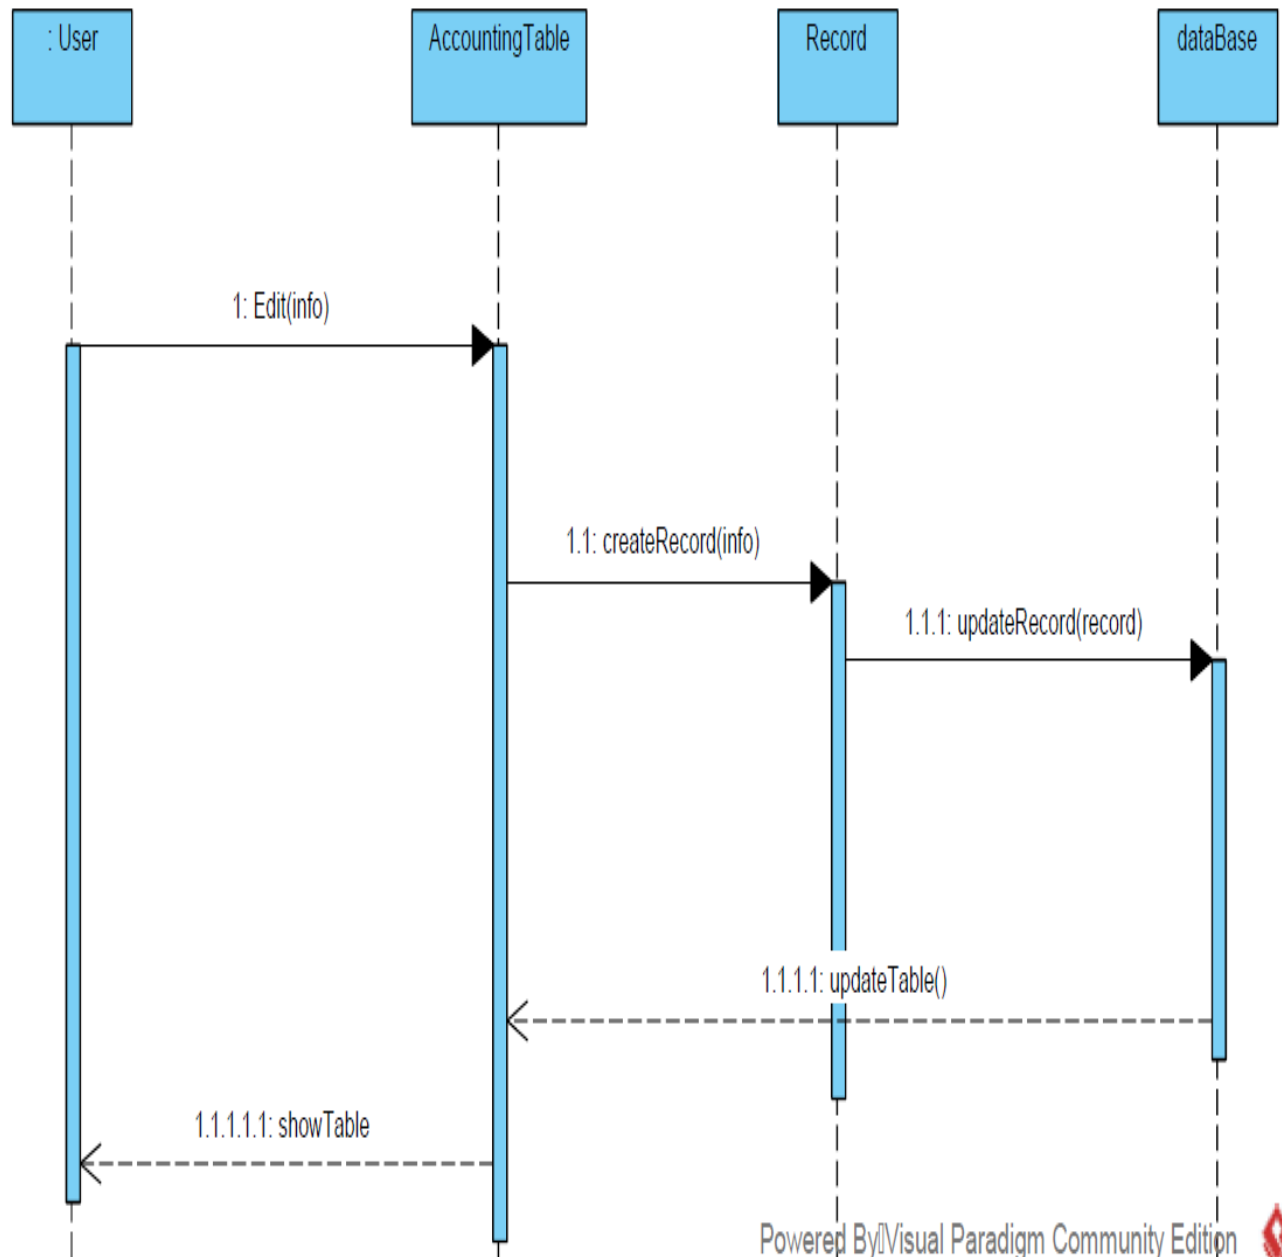 : User
AccountingTable
Record
dataBase
1: Edit(info)
1.1: createRecord(info)
1.1.1: updateRecord(record)
1.1.1.1: updateTable()
1.1.1.1.1: showTable
Powered By▯Visual Paradigm Community Edition